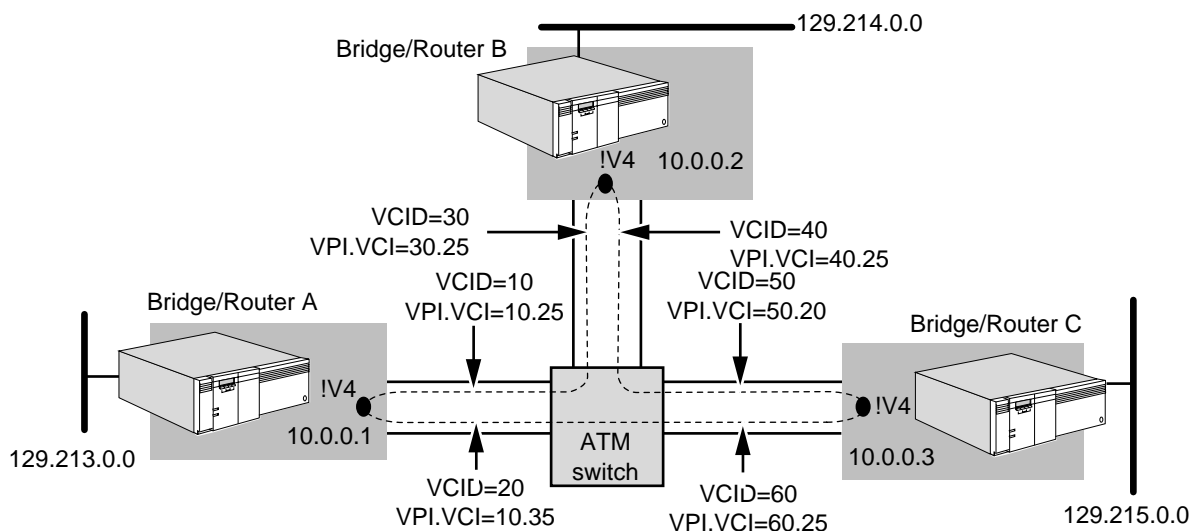 129.214.0.0
Bridge/Router B
!V4
10.0.0.2
VCID=30
VPI.VCI=30.25
VCID=40
VPI.VCI=40.25
VCID=10
VPI.VCI=10.25
VCID=50
VPI.VCI=50.20
Bridge/Router A
Bridge/Router C
!V4
10.0.0.1
!V4
10.0.0.3
129.213.0.0
ATM
switch
VCID=20
VPI.VCI=10.35
VCID=60
VPI.VCI=60.25
129.215.0.0